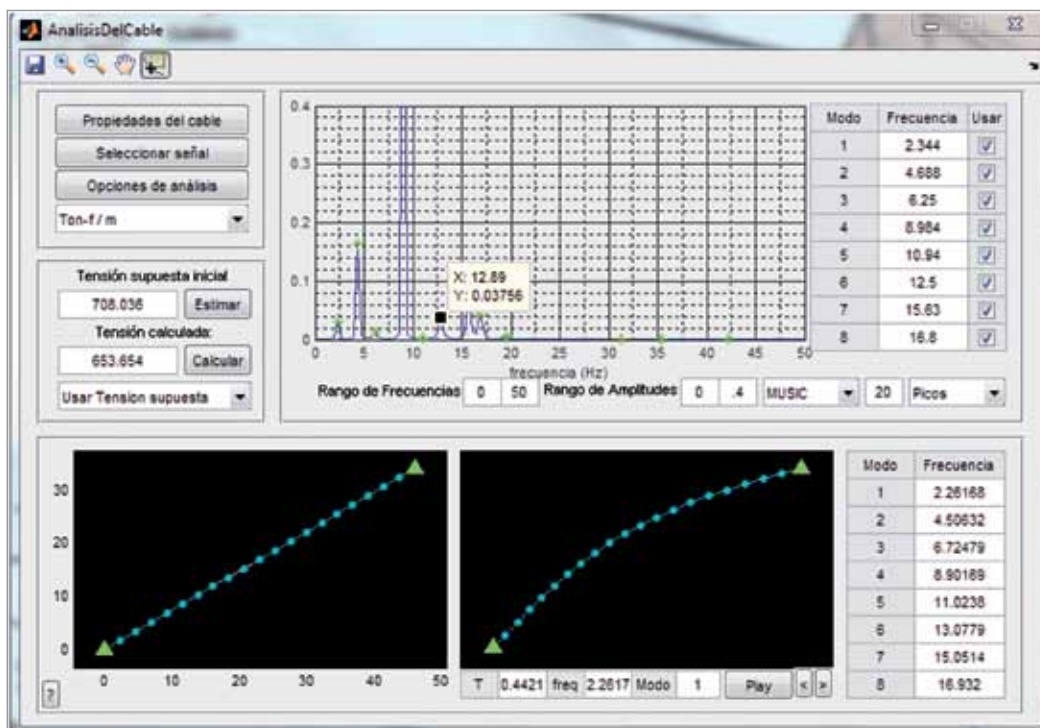 AnalisisDelCable
Propiedades del cable
Seleccionar señal
Opciones de análisis
Ton-f / m
Tensión supuesta inicial
708.036 Estimar
Tensión calculada:
653.654 Calcular
Usar Tension supuesta
0.4
0.3
0.2
0.1
0
X: 12.89
Y: 0.03756
0 5 10 15 20 25 30 35 40 45 50
frecuencia (Hz)
Rango de Frecuencias 0 50 Rango de Amplitudes 0 .4 MUSIC 20 Picos
Modo Frecuencia Usar
1 2.344
2 4.688
3 6.25
4 8.984
5 10.94
6 12.5
7 15.63
8 16.8
30
20
10
0
0 10 20 30 40 50
?
T 0.4421 freq 2.2617 Modo 1 Play < >
Modo Frecuencia
1 2.26168
2 4.50632
3 6.72479
4 8.90169
5 11.0238
6 13.0779
7 15.0514
8 16.932